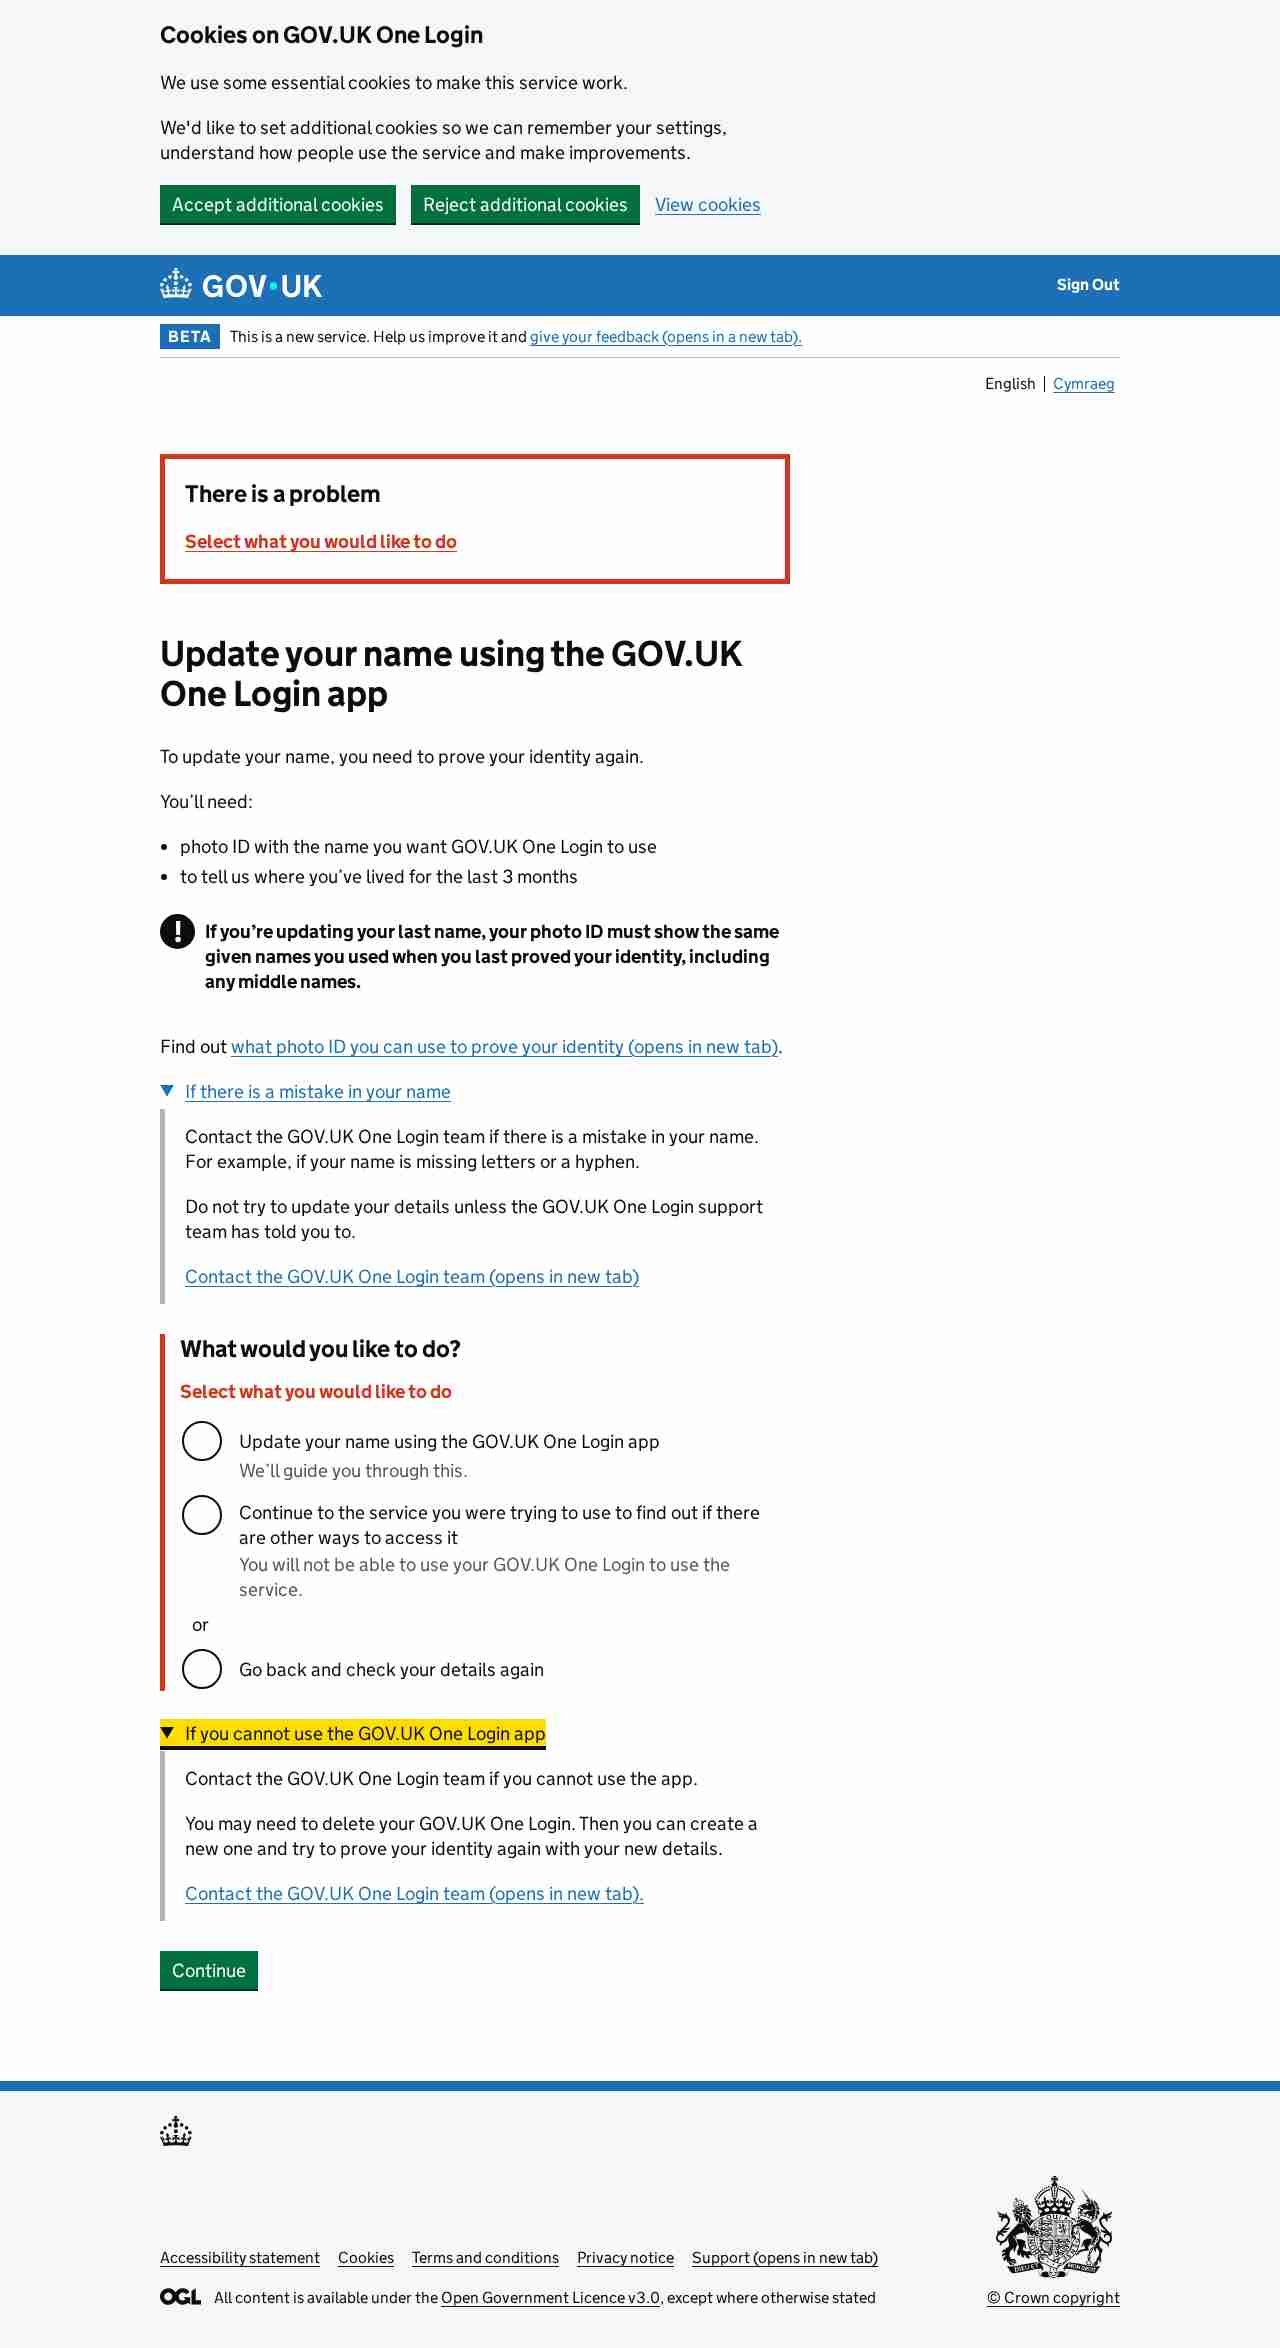 Cookies on GOV.UK One Login
We use some essential cookies to make this service work.
We'd like to set additional cookies so we can remember your settings,
understand how people use the service and make improvements.
Accept additional cookies Reject additional cookies View cookies
GOV·UK Sign Out
BETA This is a new service. Help us improve it and give your feedback (opens in a new tab).
English | Cymraeg
There is a problem
Select what you would like to do
Update your name using the GOV.UK
One Login app
To update your name, you need to prove your identity again.
You’ll need:
• photo ID with the name you want GOV.UK One Login to use
• to tell us where you’ve lived for the last 3 months
! If you’re updating your last name, your photo ID must show the same
given names you used when you last proved your identity, including
any middle names.
Find out what photo ID you can use to prove your identity (opens in new tab).
If there is a mistake in your name
Contact the GOV.UK One Login team if there is a mistake in your name.
For example, if your name is missing letters or a hyphen.
Do not try to update your details unless the GOV.UK One Login support
team has told you to.
Contact the GOV.UK One Login team (opens in new tab)
What would you like to do?
Select what you would like to do
Update your name using the GOV.UK One Login app
We’ll guide you through this.
Continue to the service you were trying to use to find out if there
are other ways to access it
You will not be able to use your GOV.UK One Login to use the
service.
or
Go back and check your details again
If you cannot use the GOV.UK One Login app
Contact the GOV.UK One Login team if you cannot use the app.
You may need to delete your GOV.UK One Login. Then you can create a
new one and try to prove your identity again with your new details.
Contact the GOV.UK One Login team (opens in new tab).
Continue
Accessibility statement Cookies Terms and conditions Privacy notice Support (opens in new tab)
OGL All content is available under the Open Government Licence v3.0, except where otherwise stated
© Crown copyright